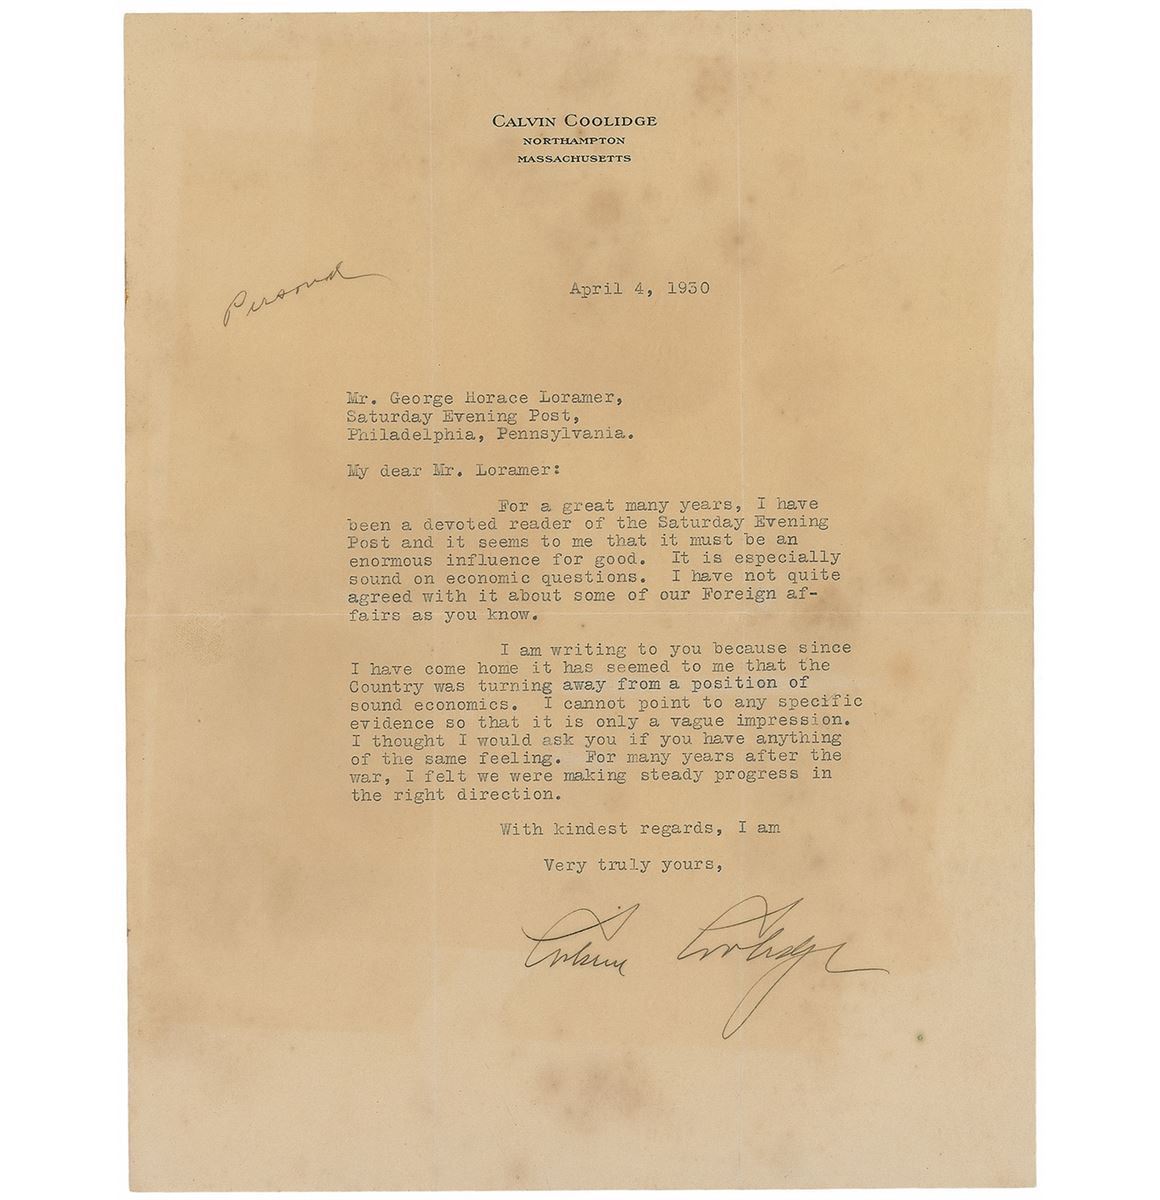 CALVIN COOLIDGE
NORTHAMPTON
MASSACHUSETTS
Personal
April 4, 1930
Mr. George Horace Loramer,
Saturday Evening Post,
Philadelphia, Pennsylvania.
My dear Mr. Loramer:
For a great many years, I have
been a devoted reader of the Saturday Evening
Post and it seems to me that it must be an
enormous influence for good. It is especially
sound on economic questions. I have not quite
agreed with it about some of our Foreign af-
fairs as you know.
I am writing to you because since
I have come home it has seemed to me that the
Country was turning away from a position of
sound economics. I cannot point to any specific
evidence so that it is only a vague impression.
I thought I would ask you if you have anything
of the same feeling. For many years after the
war, I felt we were making steady progress in
the right direction.
With kindest regards, I am
Very truly yours,
Calvin Coolidge